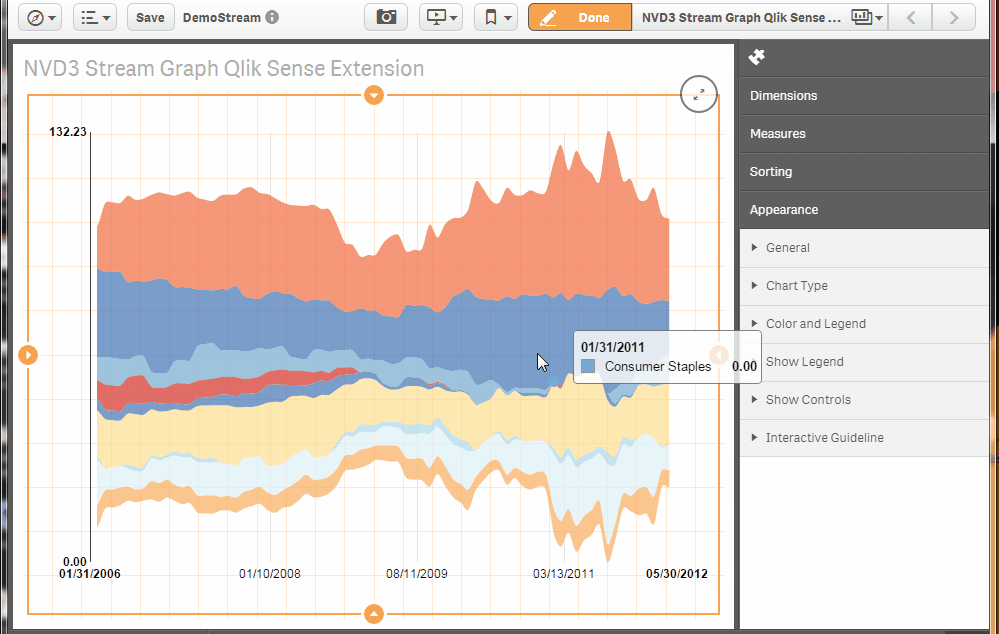 Save
DemoStream
Done
NVD3 Stream Graph Qlik Sense ...
NVD3 Stream Graph Qlik Sense Extension
132.23
0.00
01/31/2006
01/10/2008
08/11/2009
03/13/2011
05/30/2012
01/31/2011
Consumer Staples 0.00
Dimensions
Measures
Sorting
Appearance
General
Chart Type
Color and Legend
Show Legend
Show Controls
Interactive Guideline